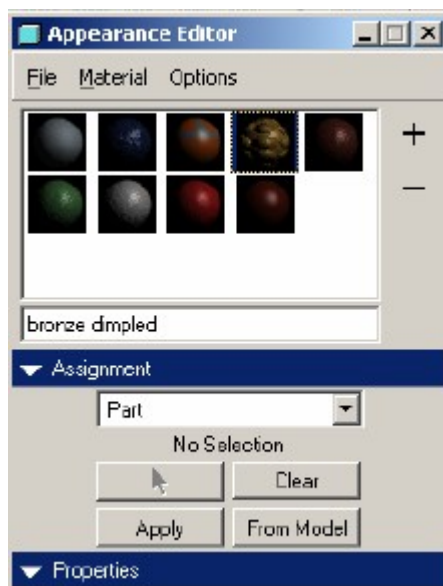 Appearance Editor
File Material Options
+
–
bronze dimpled
Assignment
Part
No Selection
Clear
Apply From Model
Properties